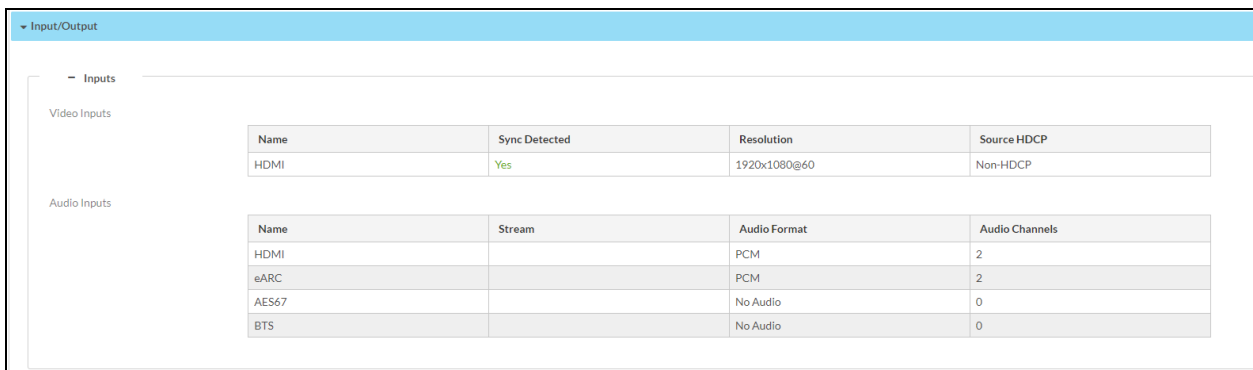 Input/Output
− Inputs
Video Inputs
Name Sync Detected Resolution Source HDCP
HDMI Yes 1920x1080@60 Non-HDCP
Audio Inputs
Name Stream Audio Format Audio Channels
HDMI PCM 2
eARC PCM 2
AES67 No Audio 0
BTS No Audio 0